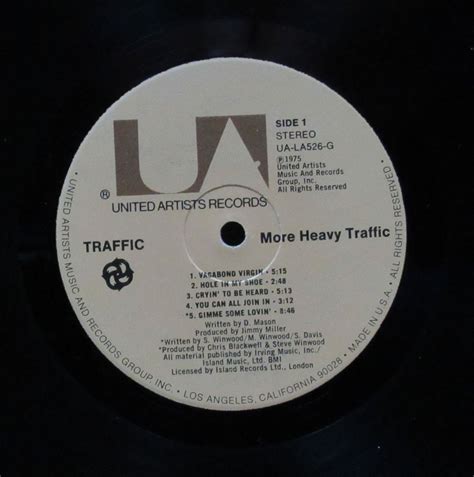 UA
SIDE 1
STEREO
UA-LA526-G
℗1975
United Artists
Music And Records
Group, Inc.
All Rights Reserved
®
UNITED ARTISTS RECORDS
TRAFFIC
More Heavy Traffic
1. VAGABOND VIRGIN - 5:15
2. HOLE IN MY SHOE - 2:48
3. CRYIN' TO BE HEARD - 5:13
4. YOU CAN ALL JOIN IN - 3:12
*5. GIMME SOME LOVIN' - 8:46
Written by D. Mason
Produced by Jimmy Miller
*Written by S. Winwood/M. Winwood/S. Davis
*Produced by Chris Blackwell & Steve Winwood
All material published by Irving Music, Inc./
Island Music, Ltd. BMI
Licensed by Island Records Ltd., London
• UNITED ARTISTS MUSIC AND RECORDS GROUP, INC. • LOS ANGELES, CALIFORNIA 90028 • MADE IN U.S.A. • ALL RIGHTS RESERVED •